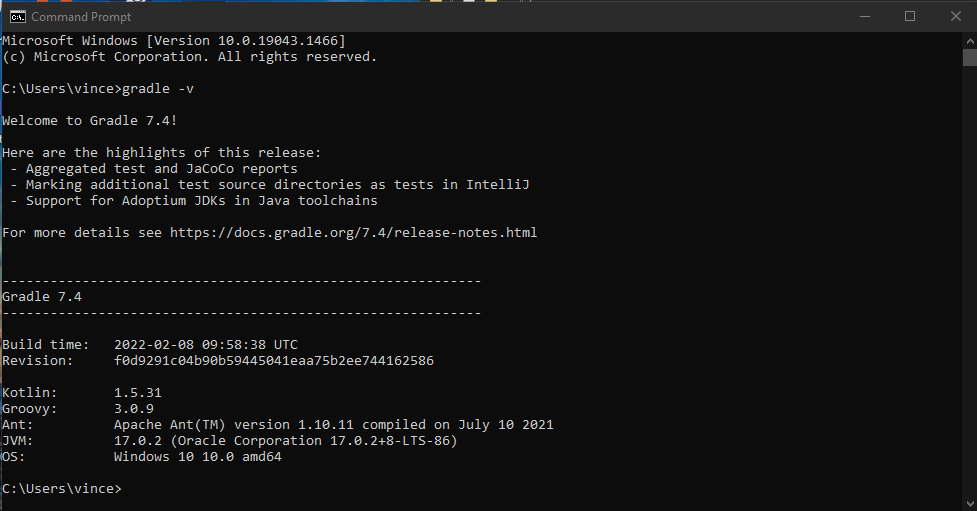 Command Prompt
Microsoft Windows [Version 10.0.19043.1466]
(c) Microsoft Corporation. All rights reserved.
C:\Users\vince>gradle -v
Welcome to Gradle 7.4!
Here are the highlights of this release:
- Aggregated test and JaCoCo reports
- Marking additional test source directories as tests in IntelliJ
- Support for Adoptium JDKs in Java toolchains
For more details see https://docs.gradle.org/7.4/release-notes.html
------------------------------------------------------------
Gradle 7.4
------------------------------------------------------------
Build time:   2022-02-08 09:58:38 UTC
Revision:     f0d9291c04b90b59445041eaa75b2ee744162586
Kotlin:       1.5.31
Groovy:       3.0.9
Ant:          Apache Ant(TM) version 1.10.11 compiled on July 10 2021
JVM:          17.0.2 (Oracle Corporation 17.0.2+8-LTS-86)
OS:           Windows 10 10.0 amd64
C:\Users\vince>